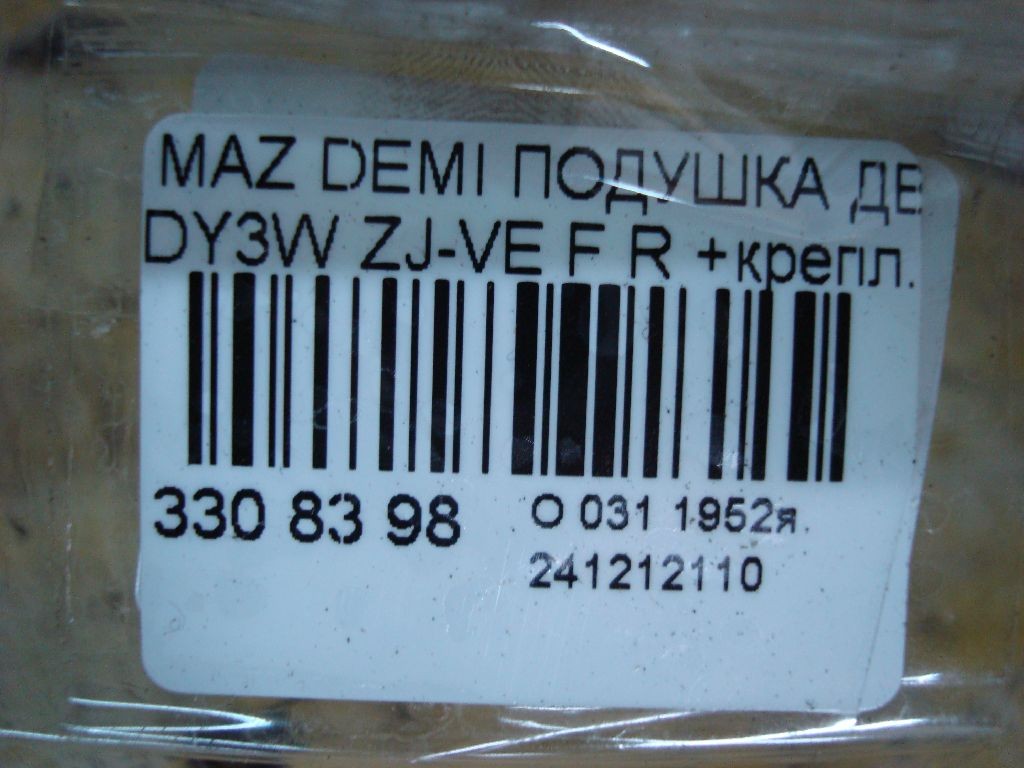 MAZ DEMI ПОДУШКА ДВ
DY3W ZJ-VE F R +крепл.
330 83 98
О 031 1952я.
241212110